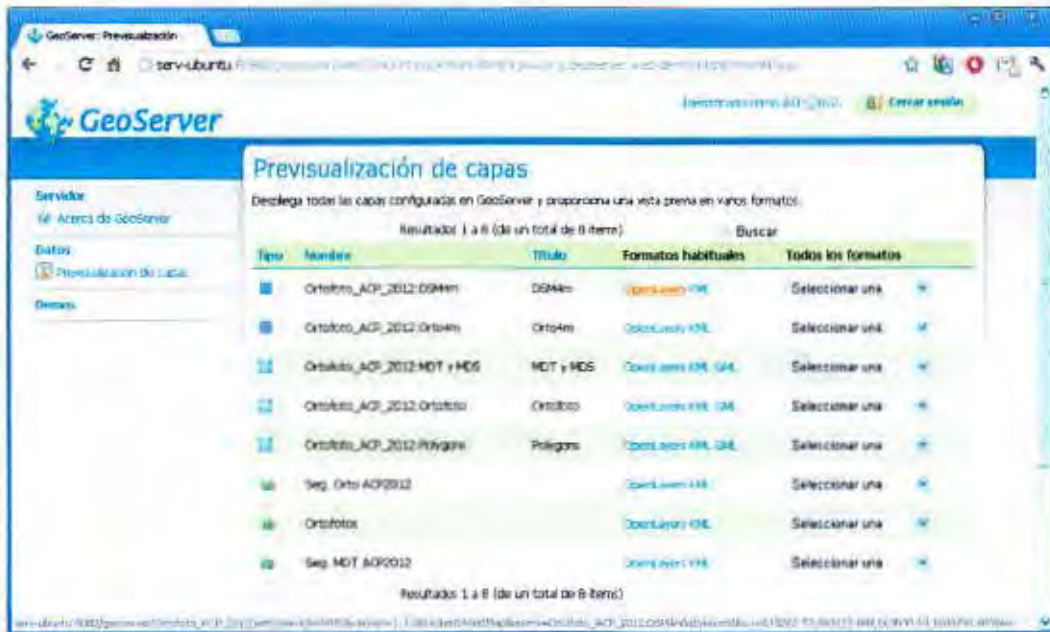 GeoServer: Previsualización
serv-ubuntu
GeoServer
Cerrar sesión
Previsualización de capas
Servidor
Acerca de GeoServer
Datos
Previsualización de capas
Demos
Despliega todas las capas configuradas en GeoServer y proporciona una vista previa en varios formatos.
Resultados 1 a 8 (de un total de 8 items) Buscar
Tipo Nombre Título Formatos habituales Todos los formatos
Ortofoto_ACP_2012:DSM4m DSM4m OpenLayers KML Seleccionar una
Ortofoto_ACP_2012:Orto4m Orto4m OpenLayers KML Seleccionar una
Ortofoto_ACP_2012:MDT y MDS MDT y MDS OpenLayers KML GML Seleccionar una
Ortofoto_ACP_2012:Ortofoto Ortofoto OpenLayers KML GML Seleccionar una
Ortofoto_ACP_2012:Polygons Polygons OpenLayers KML GML Seleccionar una
Seg. Orto ACP2012 OpenLayers KML Seleccionar una
Ortofotos OpenLayers KML Seleccionar una
Seg. MDT ACP2012 OpenLayers KML Seleccionar una
Resultados 1 a 8 (de un total de 8 items)